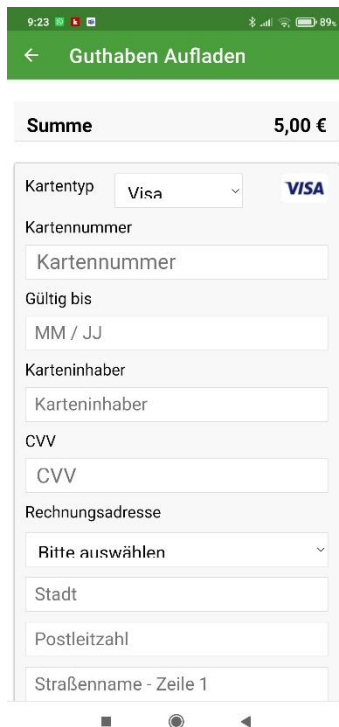 9:23 89%
Guthaben Aufladen
Summe 5,00 €
Kartentyp Visa VISA
Kartennummer
Kartennummer
Gültig bis
MM / JJ
Karteninhaber
Karteninhaber
CVV
CVV
Rechnungsadresse
Bitte auswählen
Stadt
Postleitzahl
Straßenname - Zeile 1